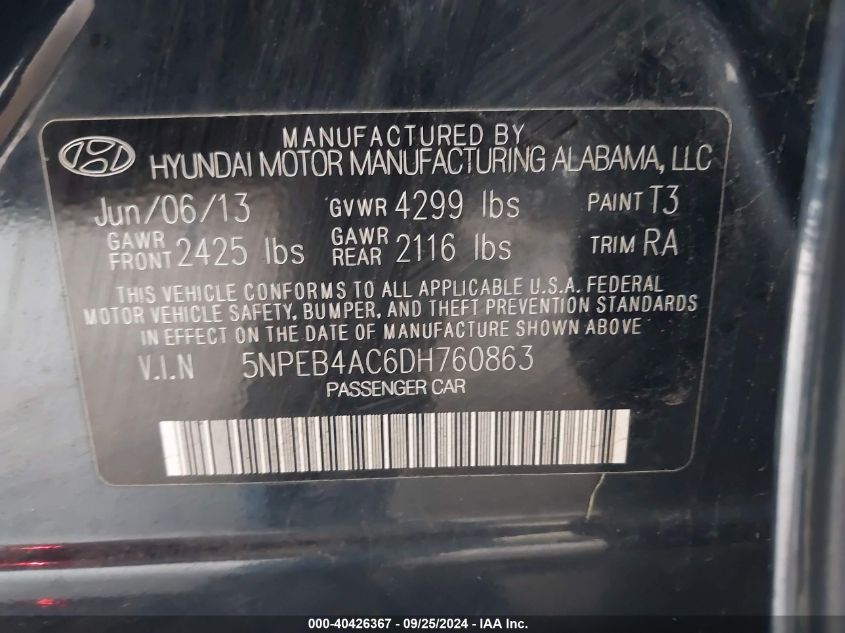 MANUFACTURED BY
HYUNDAI MOTOR MANUFACTURING ALABAMA, LLC
Jun/06/13 GVWR 4299 lbs PAINT T3
GAWR FRONT 2425 lbs GAWR REAR 2116 lbs TRIM RA
THIS VEHICLE CONFORMS TO ALL APPLICABLE U.S.A. FEDERAL
MOTOR VEHICLE SAFETY, BUMPER, AND THEFT PREVENTION STANDARDS
IN EFFECT ON THE DATE OF MANUFACTURE SHOWN ABOVE
V.I.N 5NPEB4AC6DH760863
PASSENGER CAR
000-40426367 - 09/25/2024 - IAA Inc.